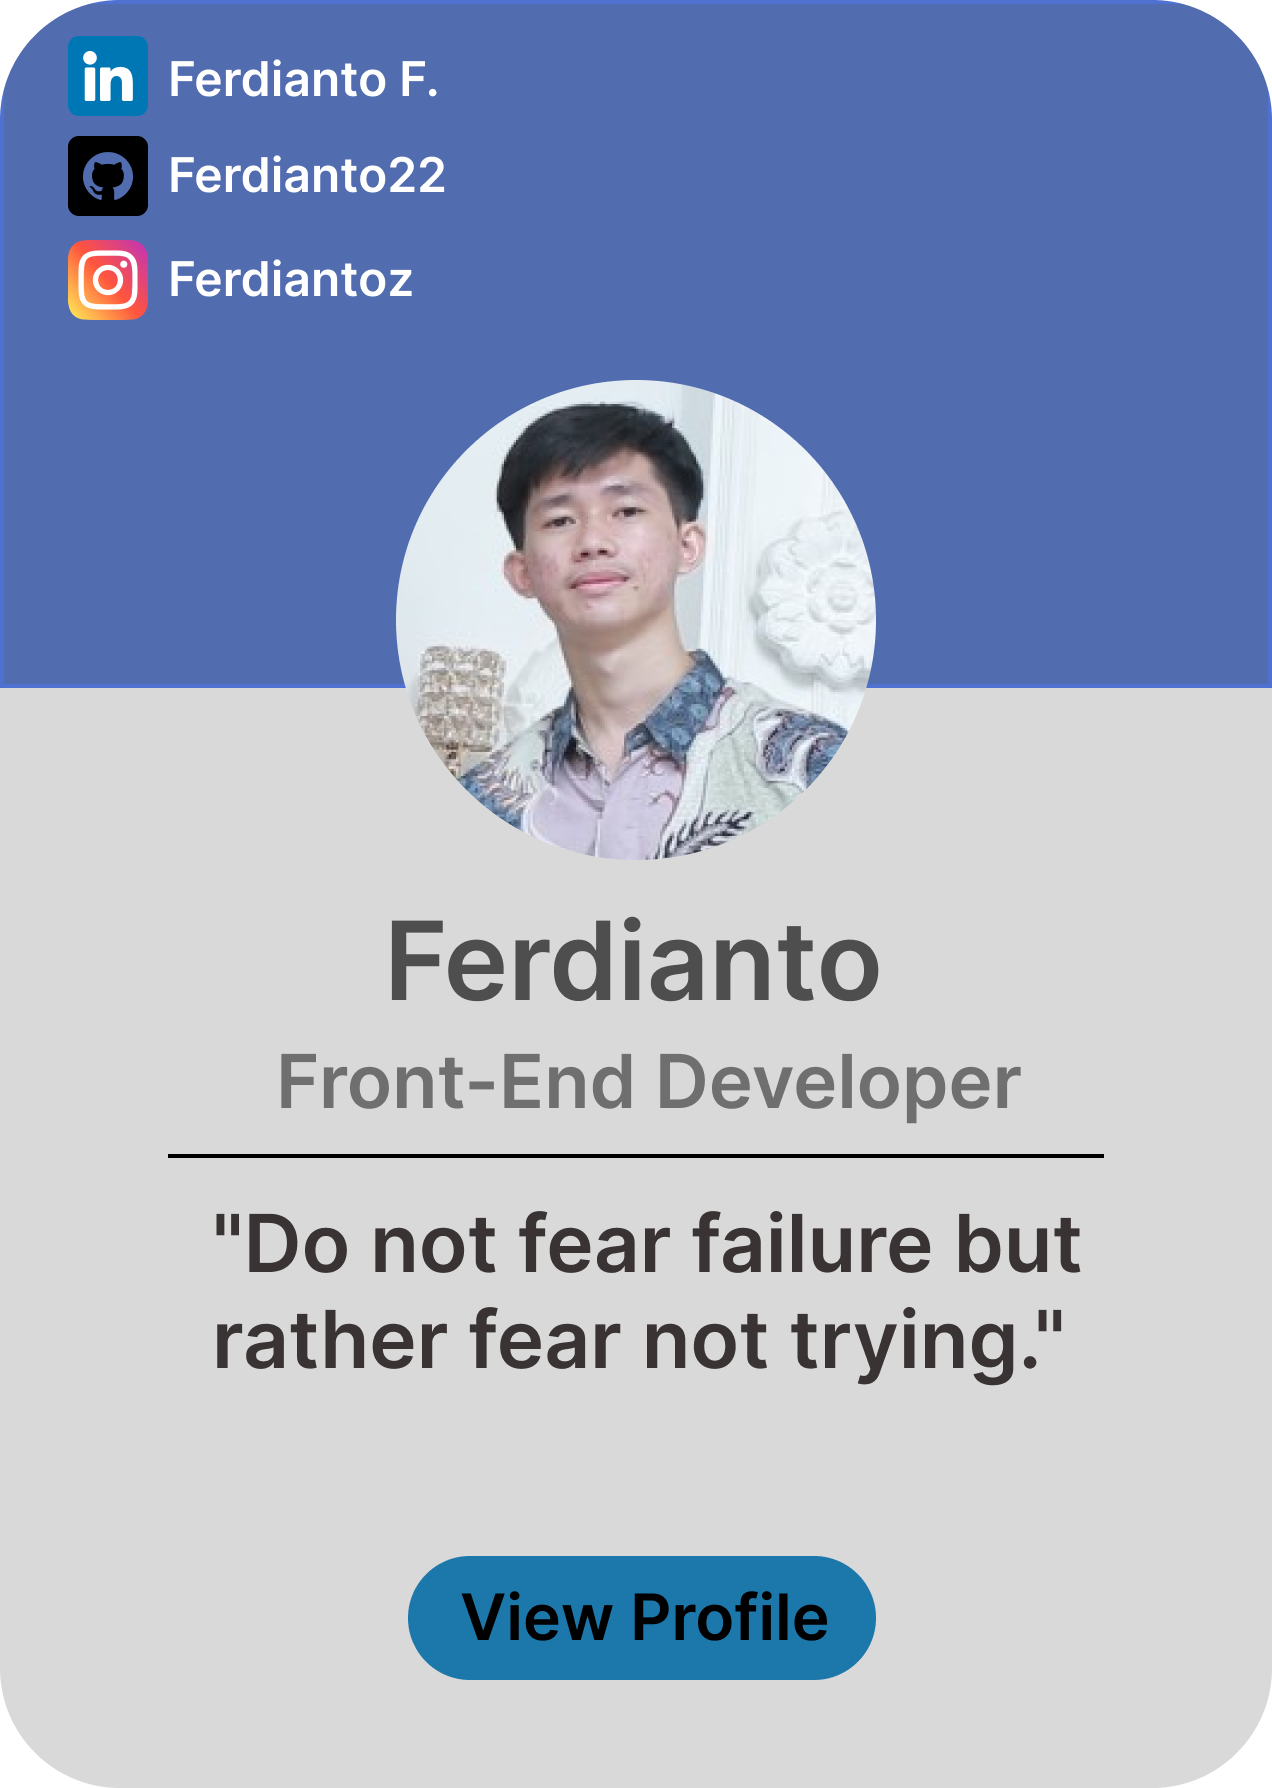 in
Ferdianto F.
Ferdianto22
Ferdiantoz
Ferdianto
Front-End Developer
"Do not fear failure but
rather fear not trying."
View Profile